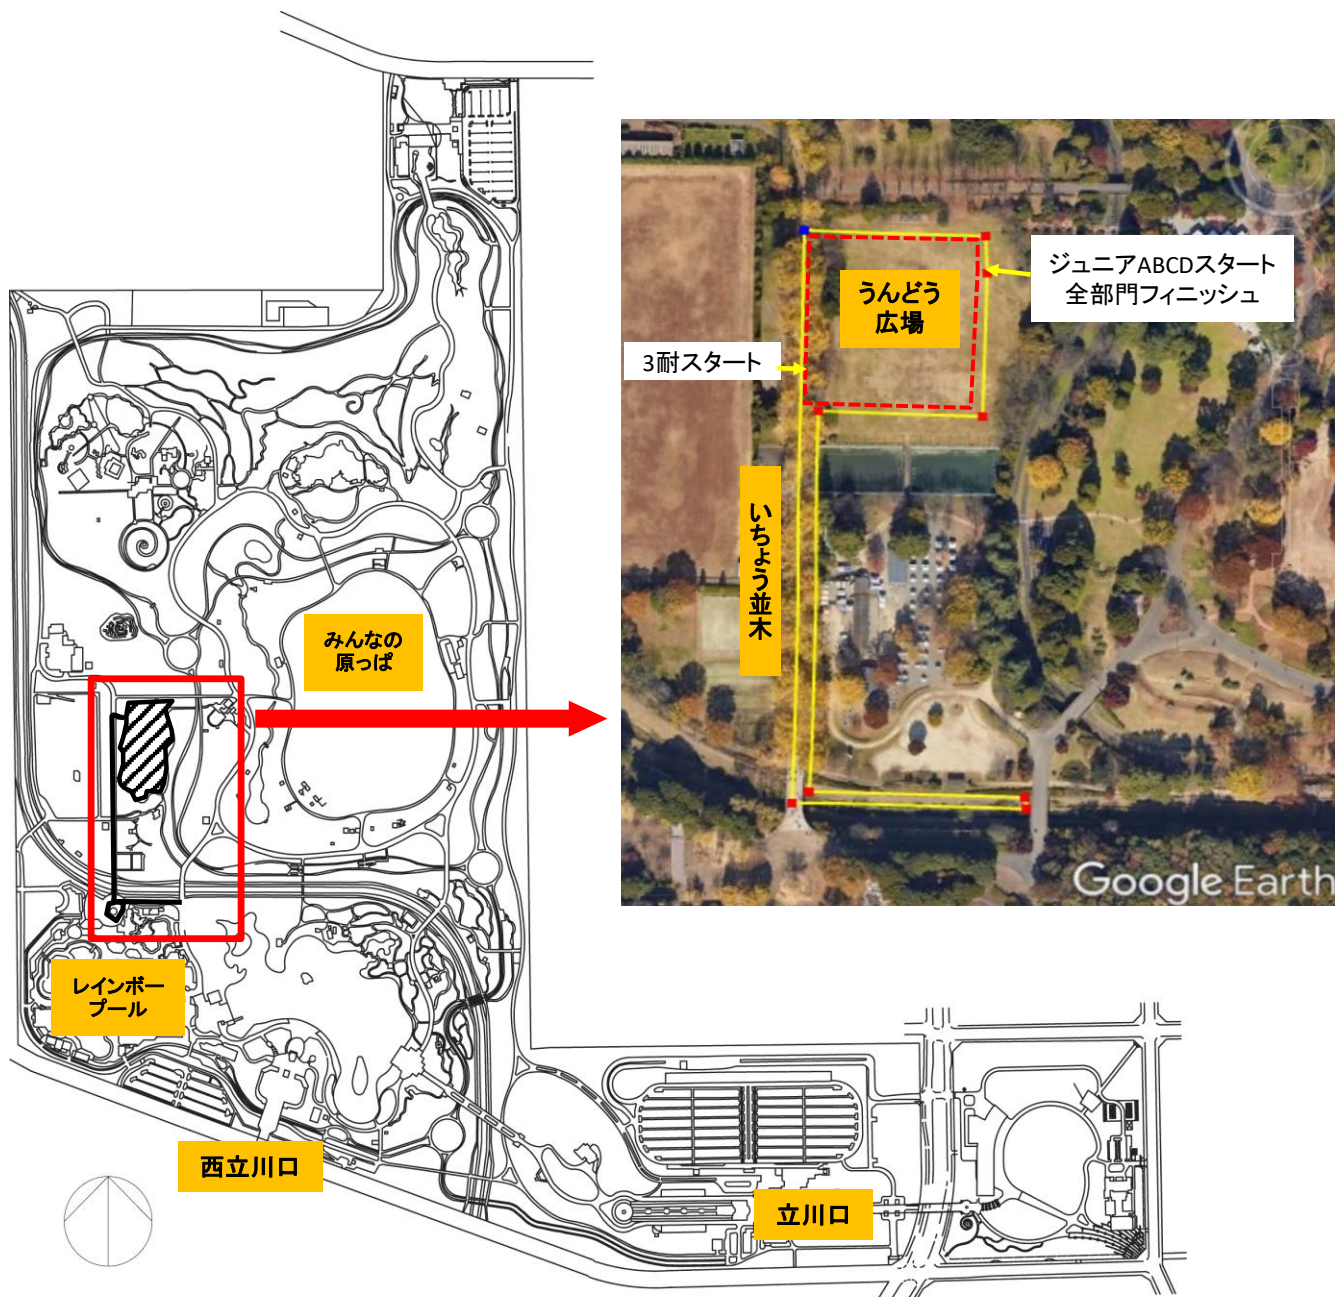 ジュニアABCDスタート
全部門フィニッシュ
うんどう
広場
3耐スタート
いちょう並木
みんなの
原っぱ
Google Earth
レインボー
プール
西立川口
立川口